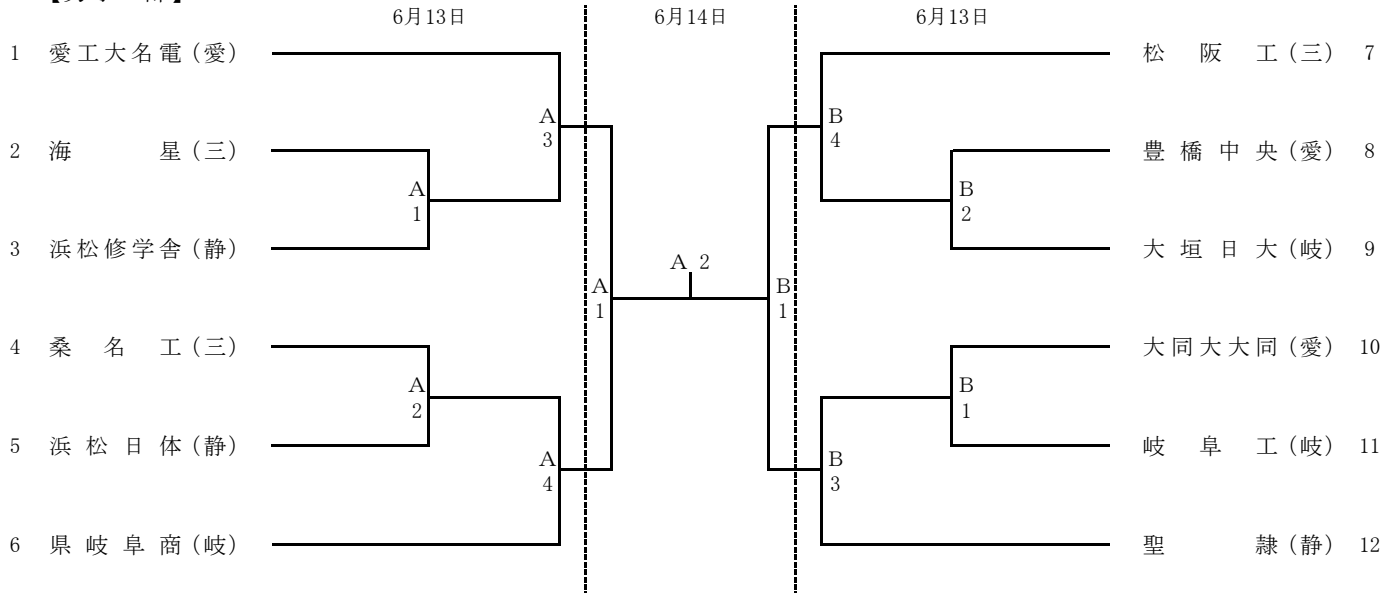 6月13日 6月14日 6月13日
1 愛工大名電(愛) 松阪工(三) 7
A 3 B 4
2 海星(三) 豊橋中央(愛) 8
A 1 B 2
3 浜松修学舎(静) 大垣日大(岐) 9
A 2
A 1 B 1
4 桑名工(三) 大同大大同(愛) 10
A 2 B 1
5 浜松日体(静) 岐阜工(岐) 11
A 4 B 3
6 県岐阜商(岐) 聖隷(静) 12